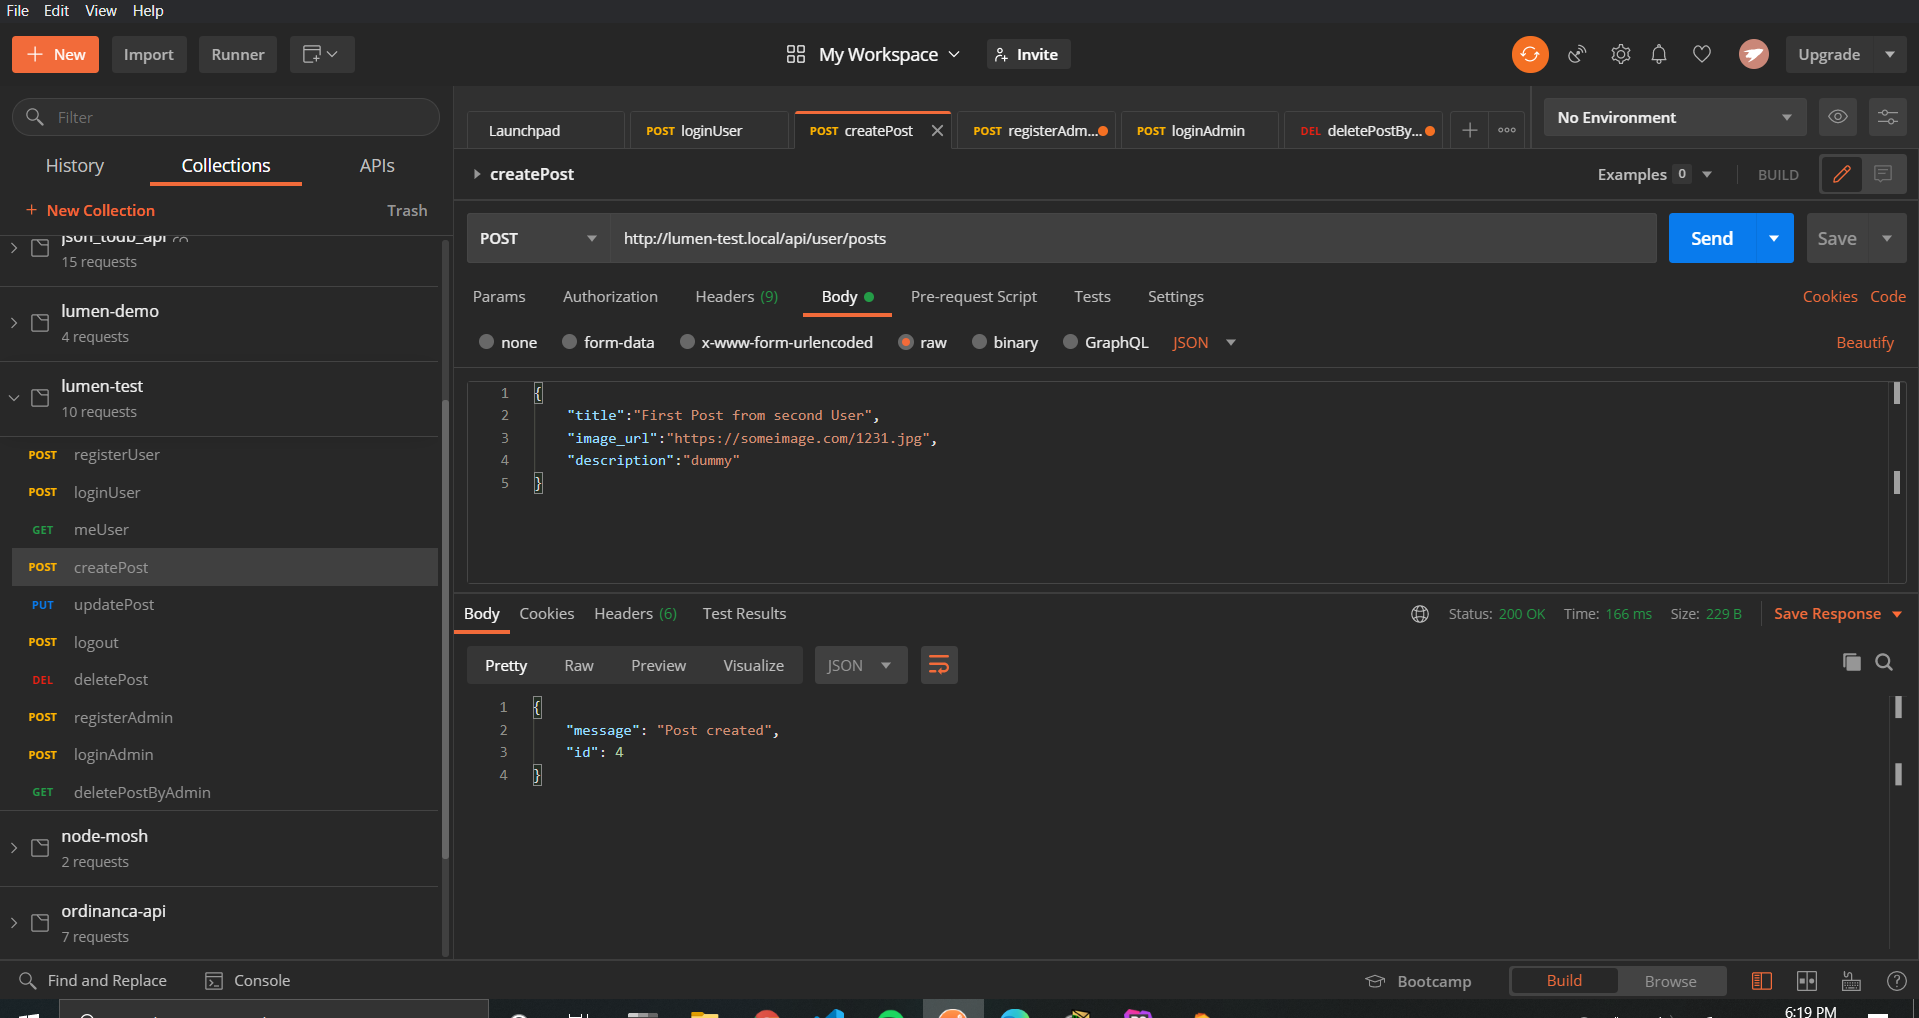 File Edit View Help
New Import Runner My Workspace Invite Upgrade
Filter
History Collections APIs
New Collection Trash
json_todb_api
15 requests
lumen-demo
4 requests
lumen-test
10 requests
POST registerUser
POST loginUser
GET meUser
POST createPost
PUT updatePost
POST logout
DEL deletePost
POST registerAdmin
POST loginAdmin
GET deletePostByAdmin
node-mosh
2 requests
ordinanca-api
7 requests
Launchpad POST loginUser POST createPost POST registerAdm... POST loginAdmin DEL deletePostBy... No Environment
createPost Examples 0 BUILD
POST http://lumen-test.local/api/user/posts Send Save
Params Authorization Headers (9) Body Pre-request Script Tests Settings Cookies Code
none form-data x-www-form-urlencoded raw binary GraphQL JSON Beautify
1 {
2 "title":"First Post from second User",
3 "image_url":"https://someimage.com/1231.jpg",
4 "description":"dummy"
5 }
Body Cookies Headers (6) Test Results Status: 200 OK Time: 166 ms Size: 229 B Save Response
Pretty Raw Preview Visualize JSON
1 {
2 "message": "Post created",
3 "id": 4
4 }
Find and Replace Console Bootcamp Build Browse
6:19 PM